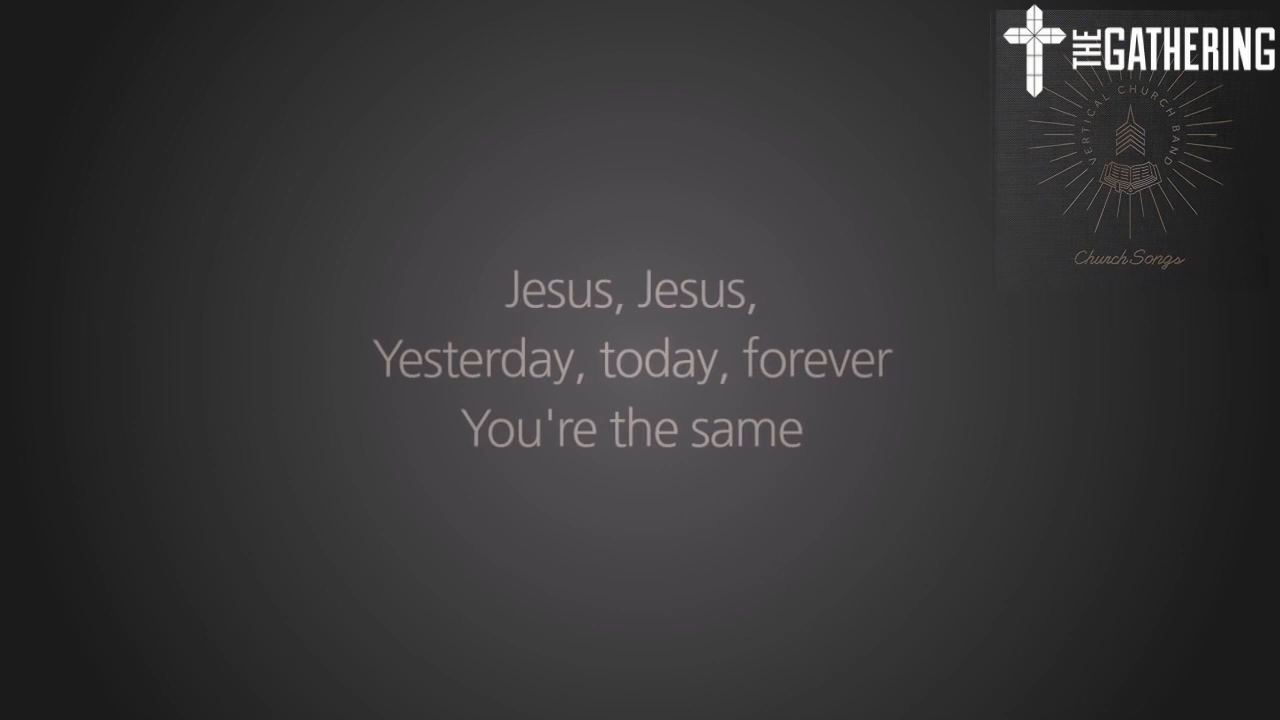 THE GATHERING
VERTICAL CHURCH BAND
Church Songs
Jesus, Jesus,
Yesterday, today, forever
You're the same